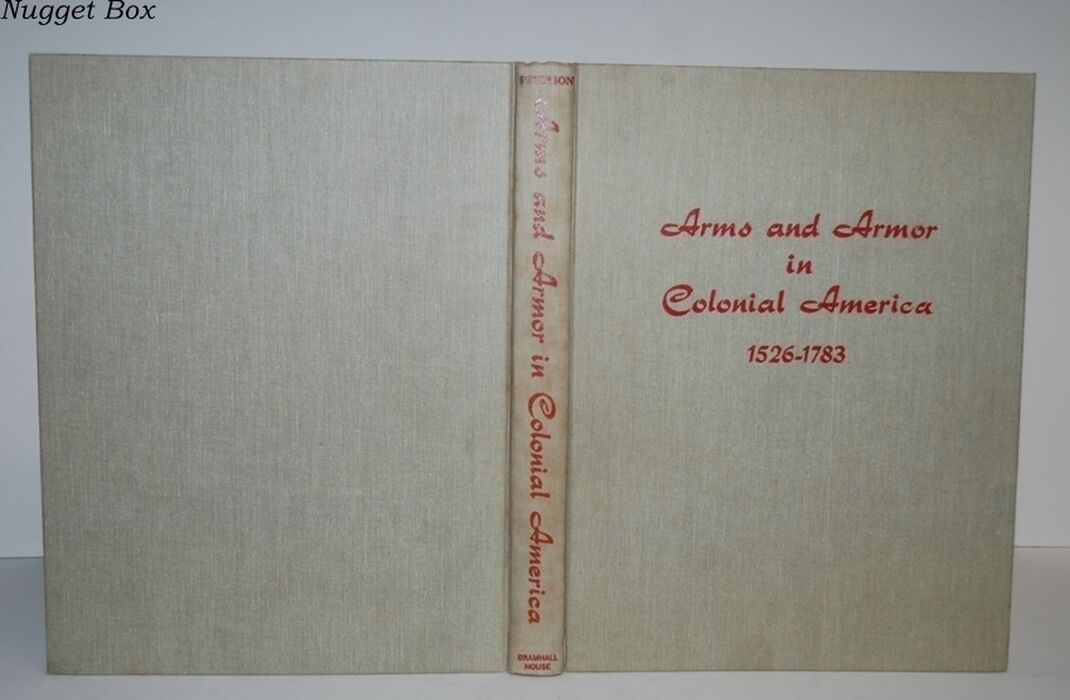 Nugget Box
PETERSON
Arms and Armor in Colonial America
BRAMHALL
HOUSE
Arms and Armor
in
Colonial America
1526-1783